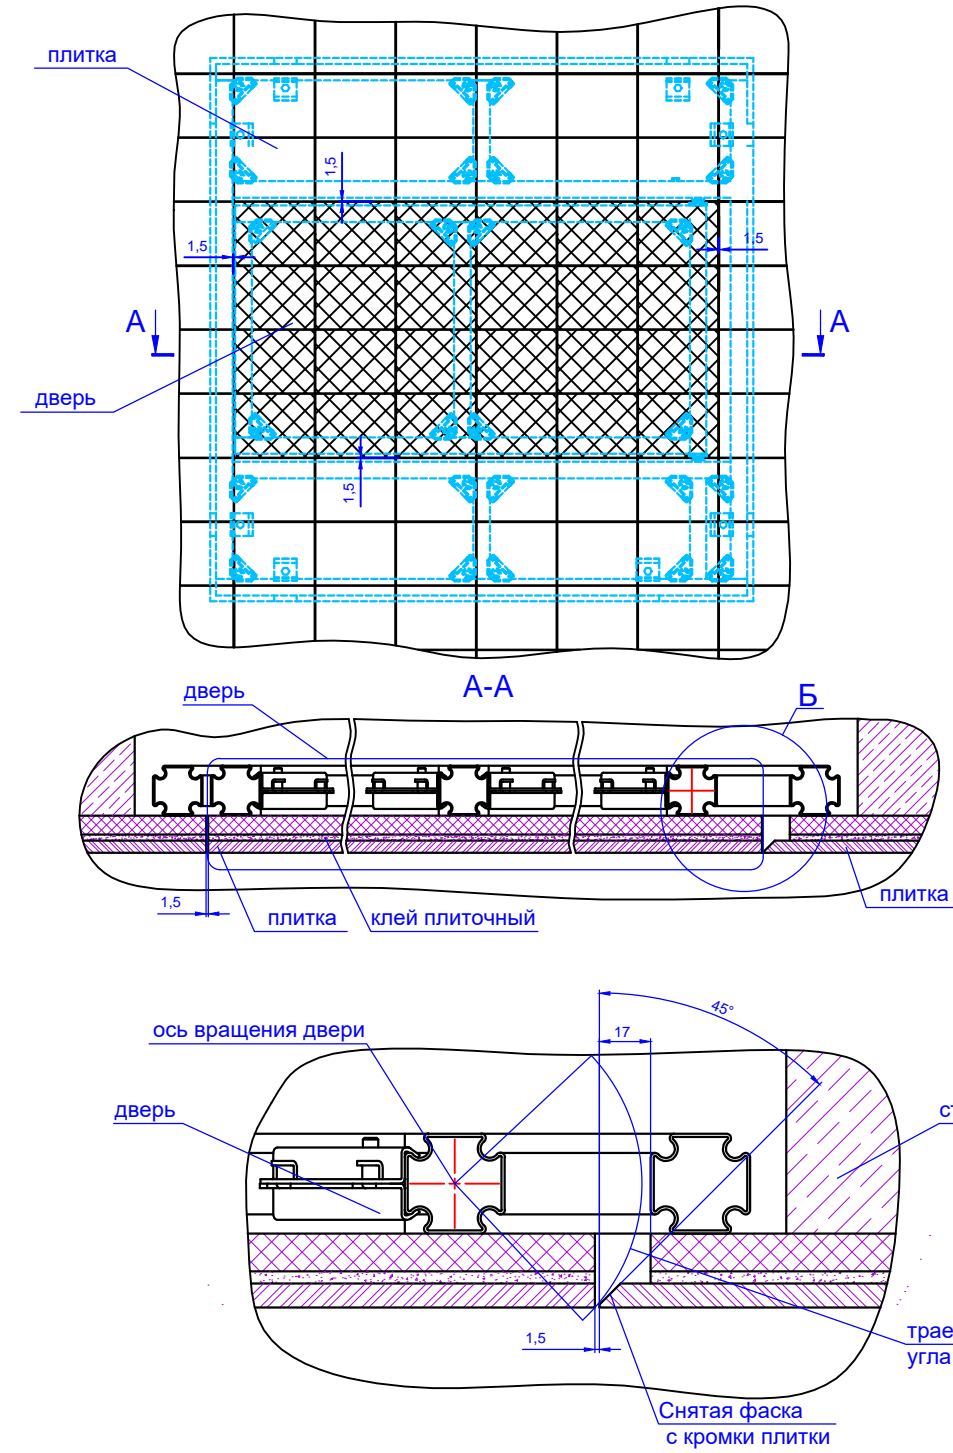 плитка
1,5
1,5
1,5
А
А
дверь
1,5
А-А
дверь
Б
плитка
1,5
плитка
клей плиточный
45°
17
ось вращения двери
дверь
1,5
угла
Снятая фаска
с кромки плитки